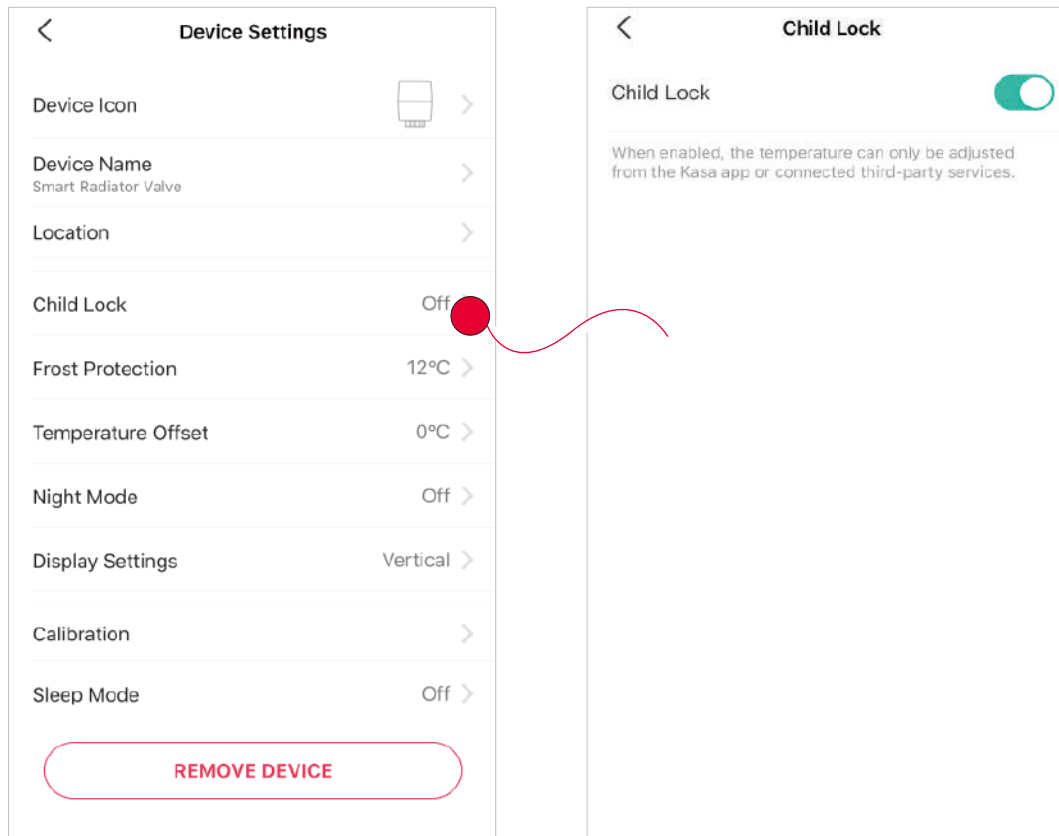 Device Settings
Device Icon
Device Name
Smart Radiator Valve
Location
Child Lock Off
Frost Protection 12°C
Temperature Offset 0°C
Night Mode Off
Display Settings Vertical
Calibration
Sleep Mode Off
REMOVE DEVICE
Child Lock
Child Lock
When enabled, the temperature can only be adjusted
from the Kasa app or connected third-party services.